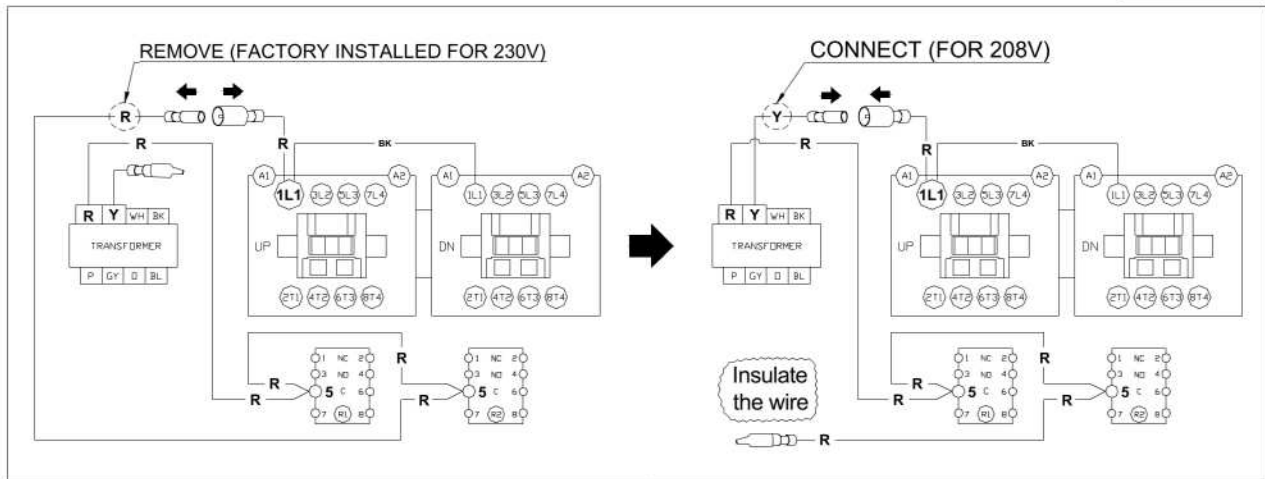 REMOVE (FACTORY INSTALLED FOR 230V)
R
R
R
BK
A1
A2
A1
A2
1L1 3L2 5L3 7L4
1L1 3L2 5L3 7L4
R Y WH BK
TRANSFORMER
P GY O BL
UP
DN
2T1 4T2 6T3 8T4
2T1 4T2 6T3 8T4
R
R
R
R
1 NC 2
3 NO 4
5 C 6
7 R1 8
1 NC 2
3 NO 4
5 C 6
7 R2 8
CONNECT (FOR 208V)
Y
R
R
BK
A1
A2
A1
A2
1L1 3L2 5L3 7L4
1L1 3L2 5L3 7L4
R Y WH BK
TRANSFORMER
P GY O BL
UP
DN
2T1 4T2 6T3 8T4
2T1 4T2 6T3 8T4
Insulate
the wire
R
R
R
R
R
1 NC 2
3 NO 4
5 C 6
7 R1 8
1 NC 2
3 NO 4
5 C 6
7 R2 8